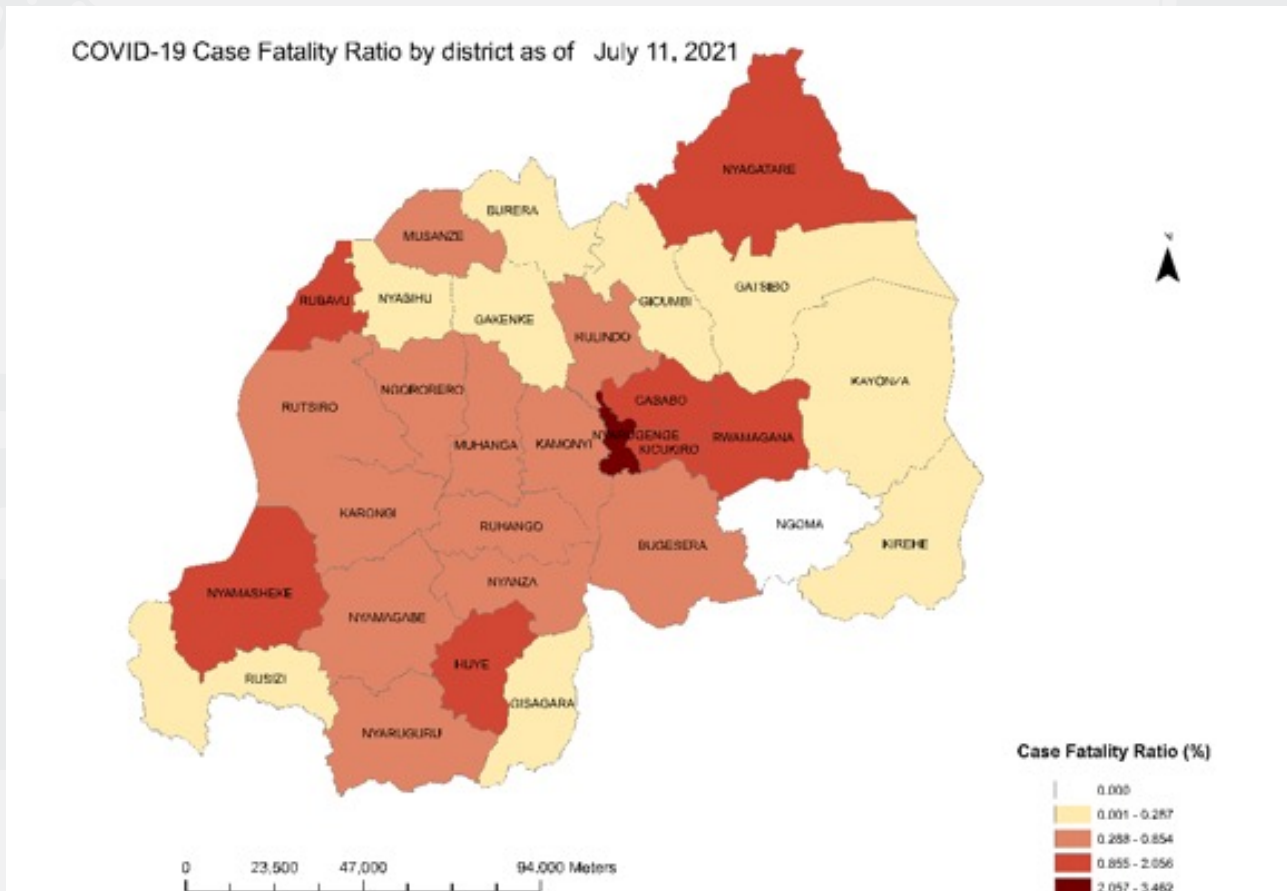 COVID-19 Case Fatality Ratio by district as of July 11, 2021
NYAGATARE
BURERA
MUSANZE
RUBAVU
NYABIHU
GAKENKE
GICUMBI
GATSIBO
RULINDO
KAYONZA
NGORORERO
RUTSIRO
GASABO
MUHANGA
KAMONYI
NYARUGENGE
KICUKIRO
RWAMAGANA
KARONGI
RUHANGO
NGOMA
BUGESERA
KIREHE
NYANZA
NYAMASHEKE
NYAMAGABE
HUYE
RUSIZI
GISAGARA
NYARUGURU
N
Case Fatality Ratio (%)
0.000
0.001 - 0.287
0.288 - 0.854
0.855 - 2.056
2.057 - 3.462
0 23,500 47,000 94,000 Meters